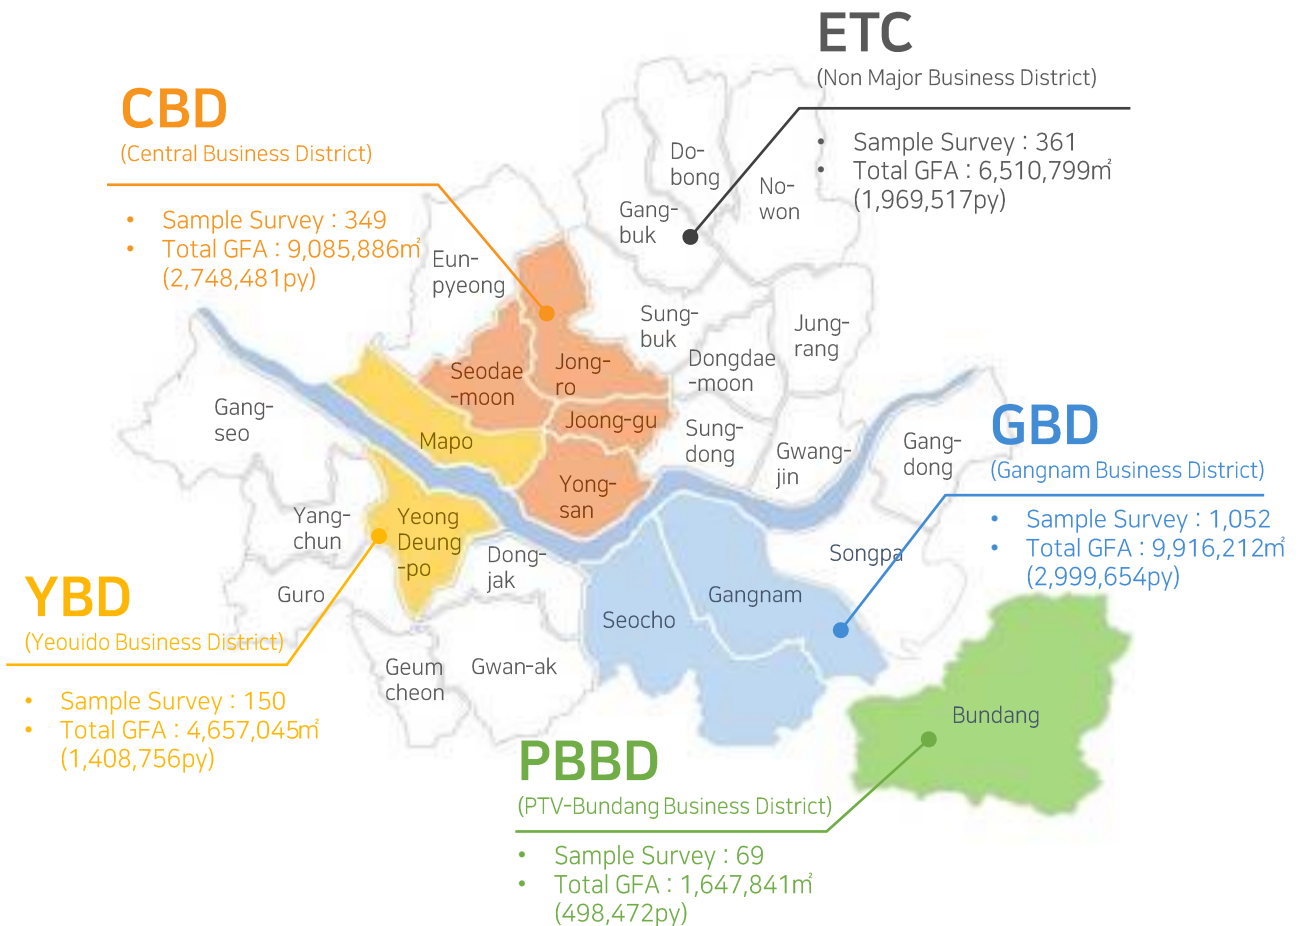 ETC
(Non Major Business District)
• Sample Survey : 361
• Total GFA : 6,510,799㎡
(1,969,517py)
CBD
(Central Business District)
• Sample Survey : 349
• Total GFA : 9,085,886㎡
(2,748,481py)
Do-
bong
No-
won
Gang-
buk
Eun-
pyeong
Sung-
buk
Jung-
rang
Dongdae
-moon
Seodae
-moon
Jong-
ro
Joong-gu
Gang-
seo
Mapo
Sung-
dong
Gwang-
jin
Gang-
dong
Yong-
san
GBD
(Gangnam Business District)
• Sample Survey : 1,052
• Total GFA : 9,916,212㎡
(2,999,654py)
Yang-
chun
Yeong
Deung
-po
Dong-
jak
Songpa
Guro
Seocho
Gangnam
YBD
(Yeouido Business District)
• Sample Survey : 150
• Total GFA : 4,657,045㎡
(1,408,756py)
Geum
cheon
Gwan-ak
Bundang
PBBD
(PTV-Bundang Business District)
• Sample Survey : 69
• Total GFA : 1,647,841㎡
(498,472py)